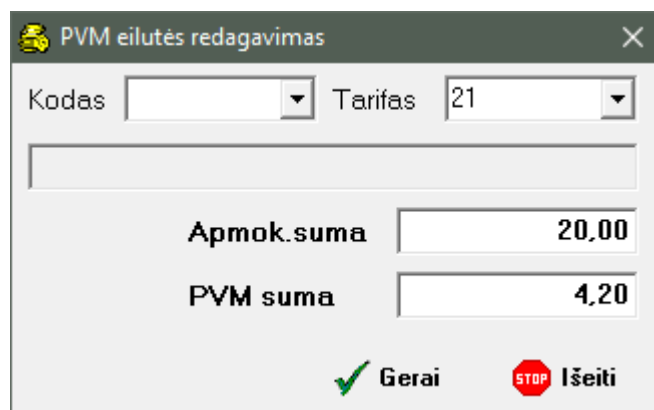 PVM eilutės redagavimas
Kodas Tarifas 21
Apmok.suma 20,00
PVM suma 4,20
Gerai STOP Išeiti